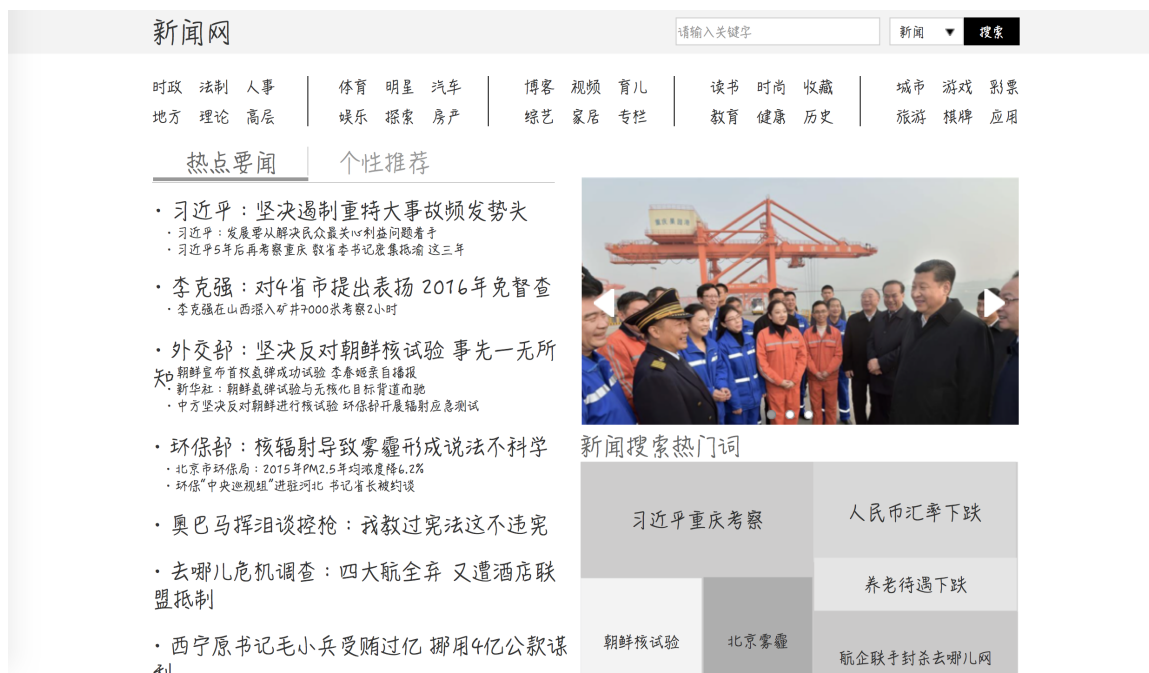 新闻网
请输入关键字
新闻
搜索
时政 法制 人事
体育 明星 汽车
博客 视频 育儿
读书 时尚 收藏
城市 游戏 彩票
地方 理论 高层
娱乐 探索 房产
综艺 家居 专栏
教育 健康 历史
旅游 棋牌 应用
热点要闻
个性推荐
· 习近平：坚决遏制重特大事故频发势头
· 习近平：发展要从解决民众最关心利益问题着手
· 习近平5年后再考察重庆 数省委书记聚集抵渝 这三年
· 李克强：对4省市提出表扬 2016年免督查
· 李克强在山西深入矿井7000米考察2小时
· 外交部：坚决反对朝鲜核试验 事先一无所
知
· 朝鲜宣布首枚氢弹成功试验 李春姬亲自播报
· 新华社：朝鲜氢弹试验与无核化目标背道而驰
· 中方坚决反对朝鲜进行核试验 环保部开展辐射应急测试
· 环保部：核辐射导致雾霾形成说法不科学
· 北京市环保局：2015年PM2.5年均浓度降6.2%
· 环保“中央巡视组”进驻河北 书记省长被约谈
· 奥巴马挥泪谈控枪：我教过宪法这不违宪
· 去哪儿危机调查：四大航全弃 又遭酒店联
盟抵制
· 西宁原书记毛小兵受贿过亿 挪用4亿公款谋
利
新闻搜索热门词
习近平重庆考察
人民币汇率下跌
养老待遇下跌
朝鲜核试验
北京雾霾
航企联手封杀去哪儿网